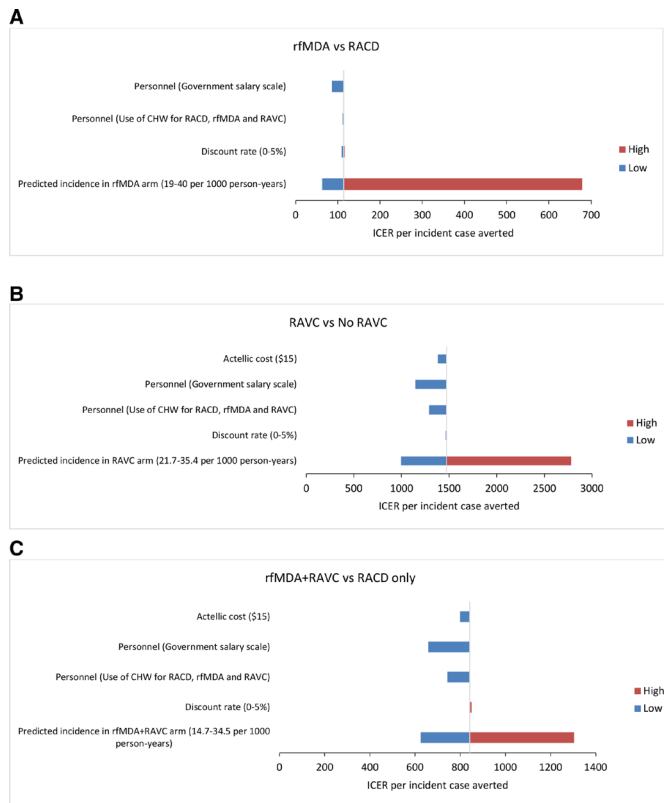 A
rfMDA vs RACD
Personnel (Government salary scale)
Personnel (Use of CHW for RACD, rfMDA and RAVC)
Discount rate (0-5%)
Predicted incidence in rfMDA arm (19-40 per 1000 person-years)
High
Low
0 100 200 300 400 500 600 700
ICER per incident case averted
B
RAVC vs No RAVC
Actellic cost ($15)
Personnel (Government salary scale)
Personnel (Use of CHW for RACD, rfMDA and RAVC)
Discount rate (0-5%)
Predicted incidence in RAVC arm (21.7-35.4 per 1000 person-years)
High
Low
0 500 1000 1500 2000 2500 3000
ICER per incident case averted
C
rfMDA+RAVC vs RACD only
Actellic cost ($15)
Personnel (Government salary scale)
Personnel (Use of CHW for RACD, rfMDA and RAVC)
Discount rate (0-5%)
Predicted incidence in rfMDA+RAVC arm (14.7-34.5 per 1000
person-years)
High
Low
0 200 400 600 800 1000 1200 1400
ICER per incident case averted